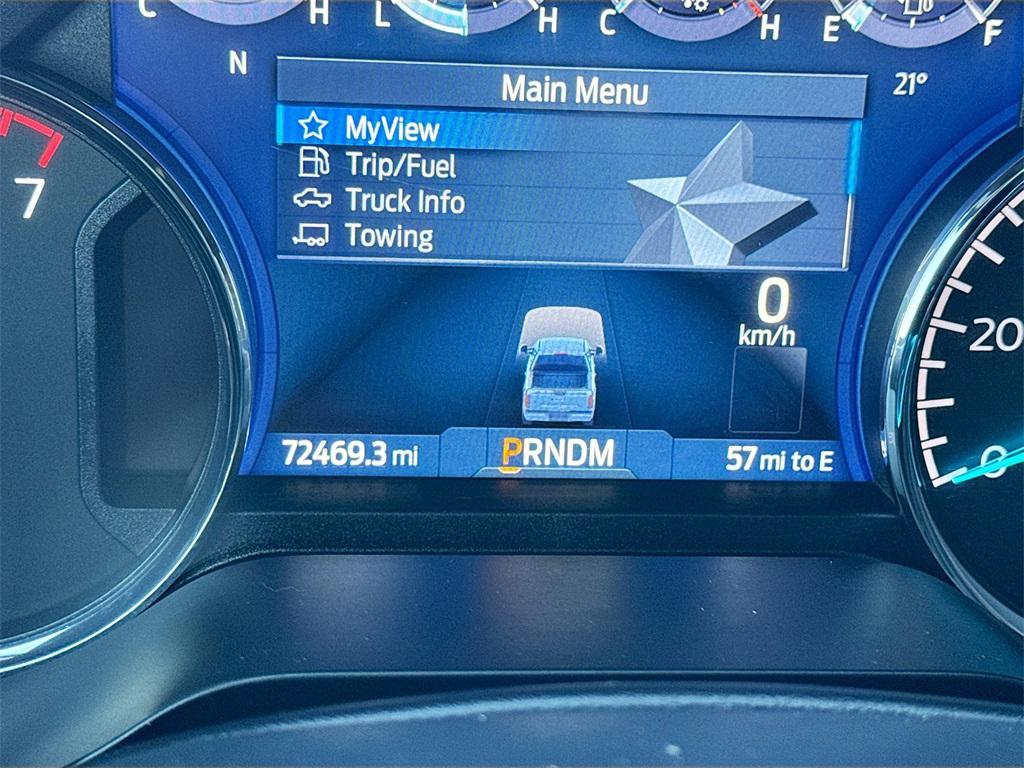 C H L H C H E F
N
21°
Main Menu
MyView
Trip/Fuel
Truck Info
Towing
7
0
km/h
20
0
72469.3 mi
PRNDM
57 mi to E